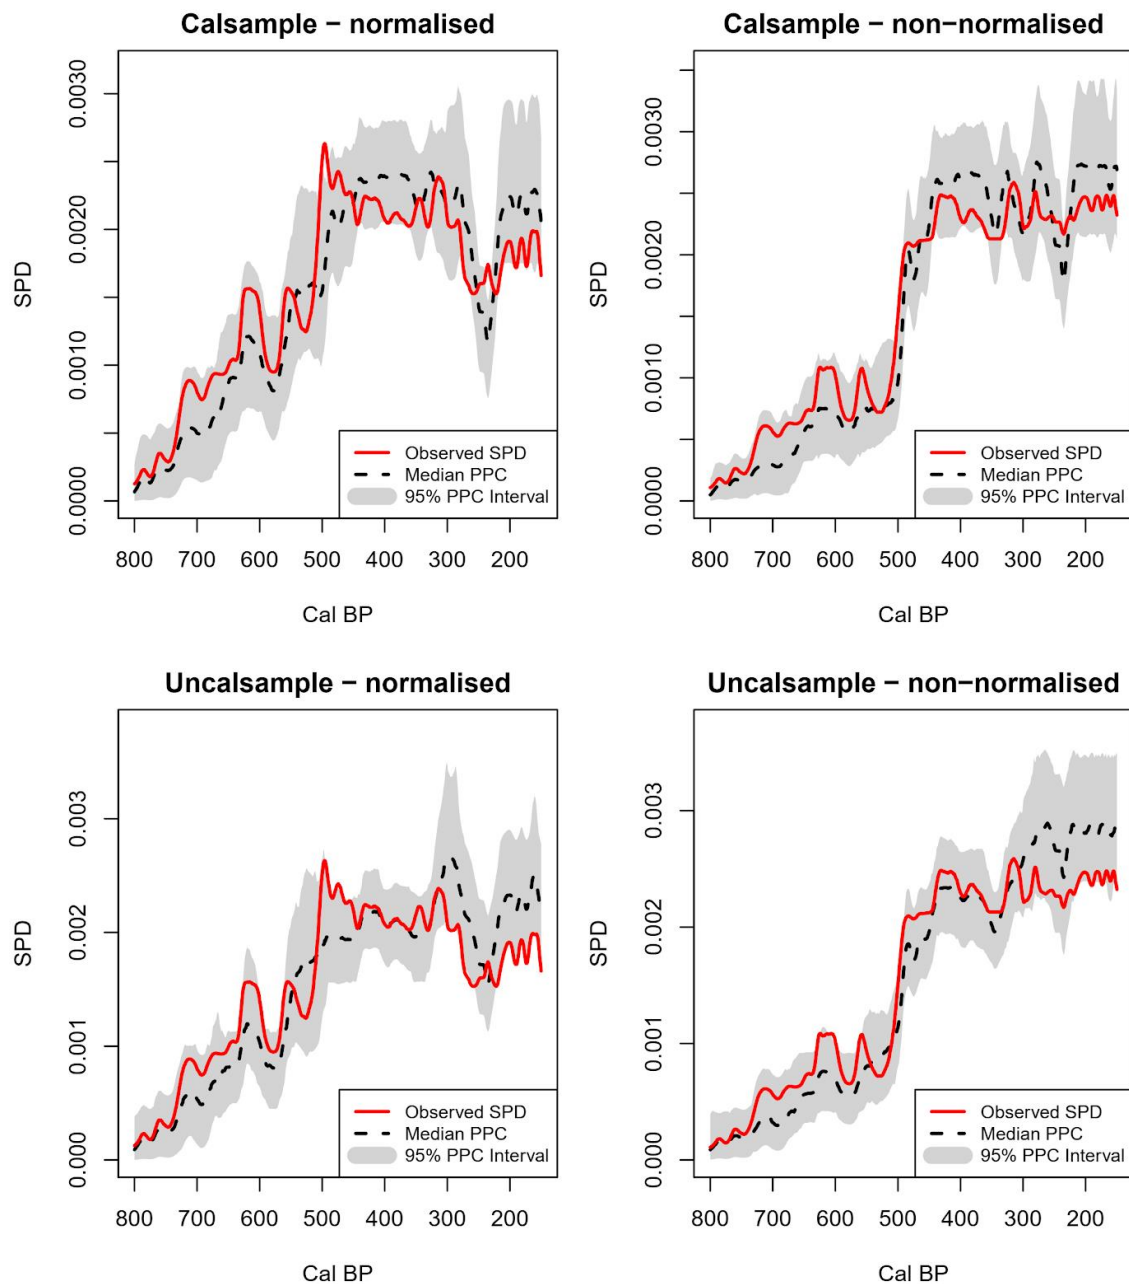 Calsample − normalised
SPD
0.0000 0.0010 0.0020 0.0030
800 700 600 500 400 300 200
Cal BP
Observed SPD
Median PPC
95% PPC Interval
Calsample − non−normalised
SPD
0.0000 0.0010 0.0020 0.0030
800 700 600 500 400 300 200
Cal BP
Observed SPD
Median PPC
95% PPC Interval
Uncalsample − normalised
SPD
0.000 0.001 0.002 0.003
800 700 600 500 400 300 200
Cal BP
Observed SPD
Median PPC
95% PPC Interval
Uncalsample − non−normalised
SPD
0.000 0.001 0.002 0.003
800 700 600 500 400 300 200
Cal BP
Observed SPD
Median PPC
95% PPC Interval